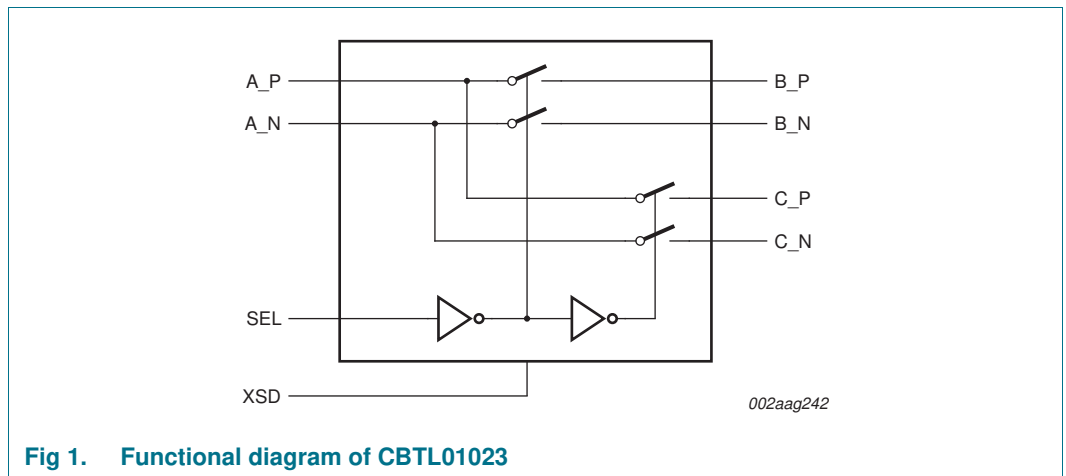 A_P
B_P
A_N
B_N
C_P
C_N
SEL
XSD
002aag242
Fig 1. Functional diagram of CBTL01023